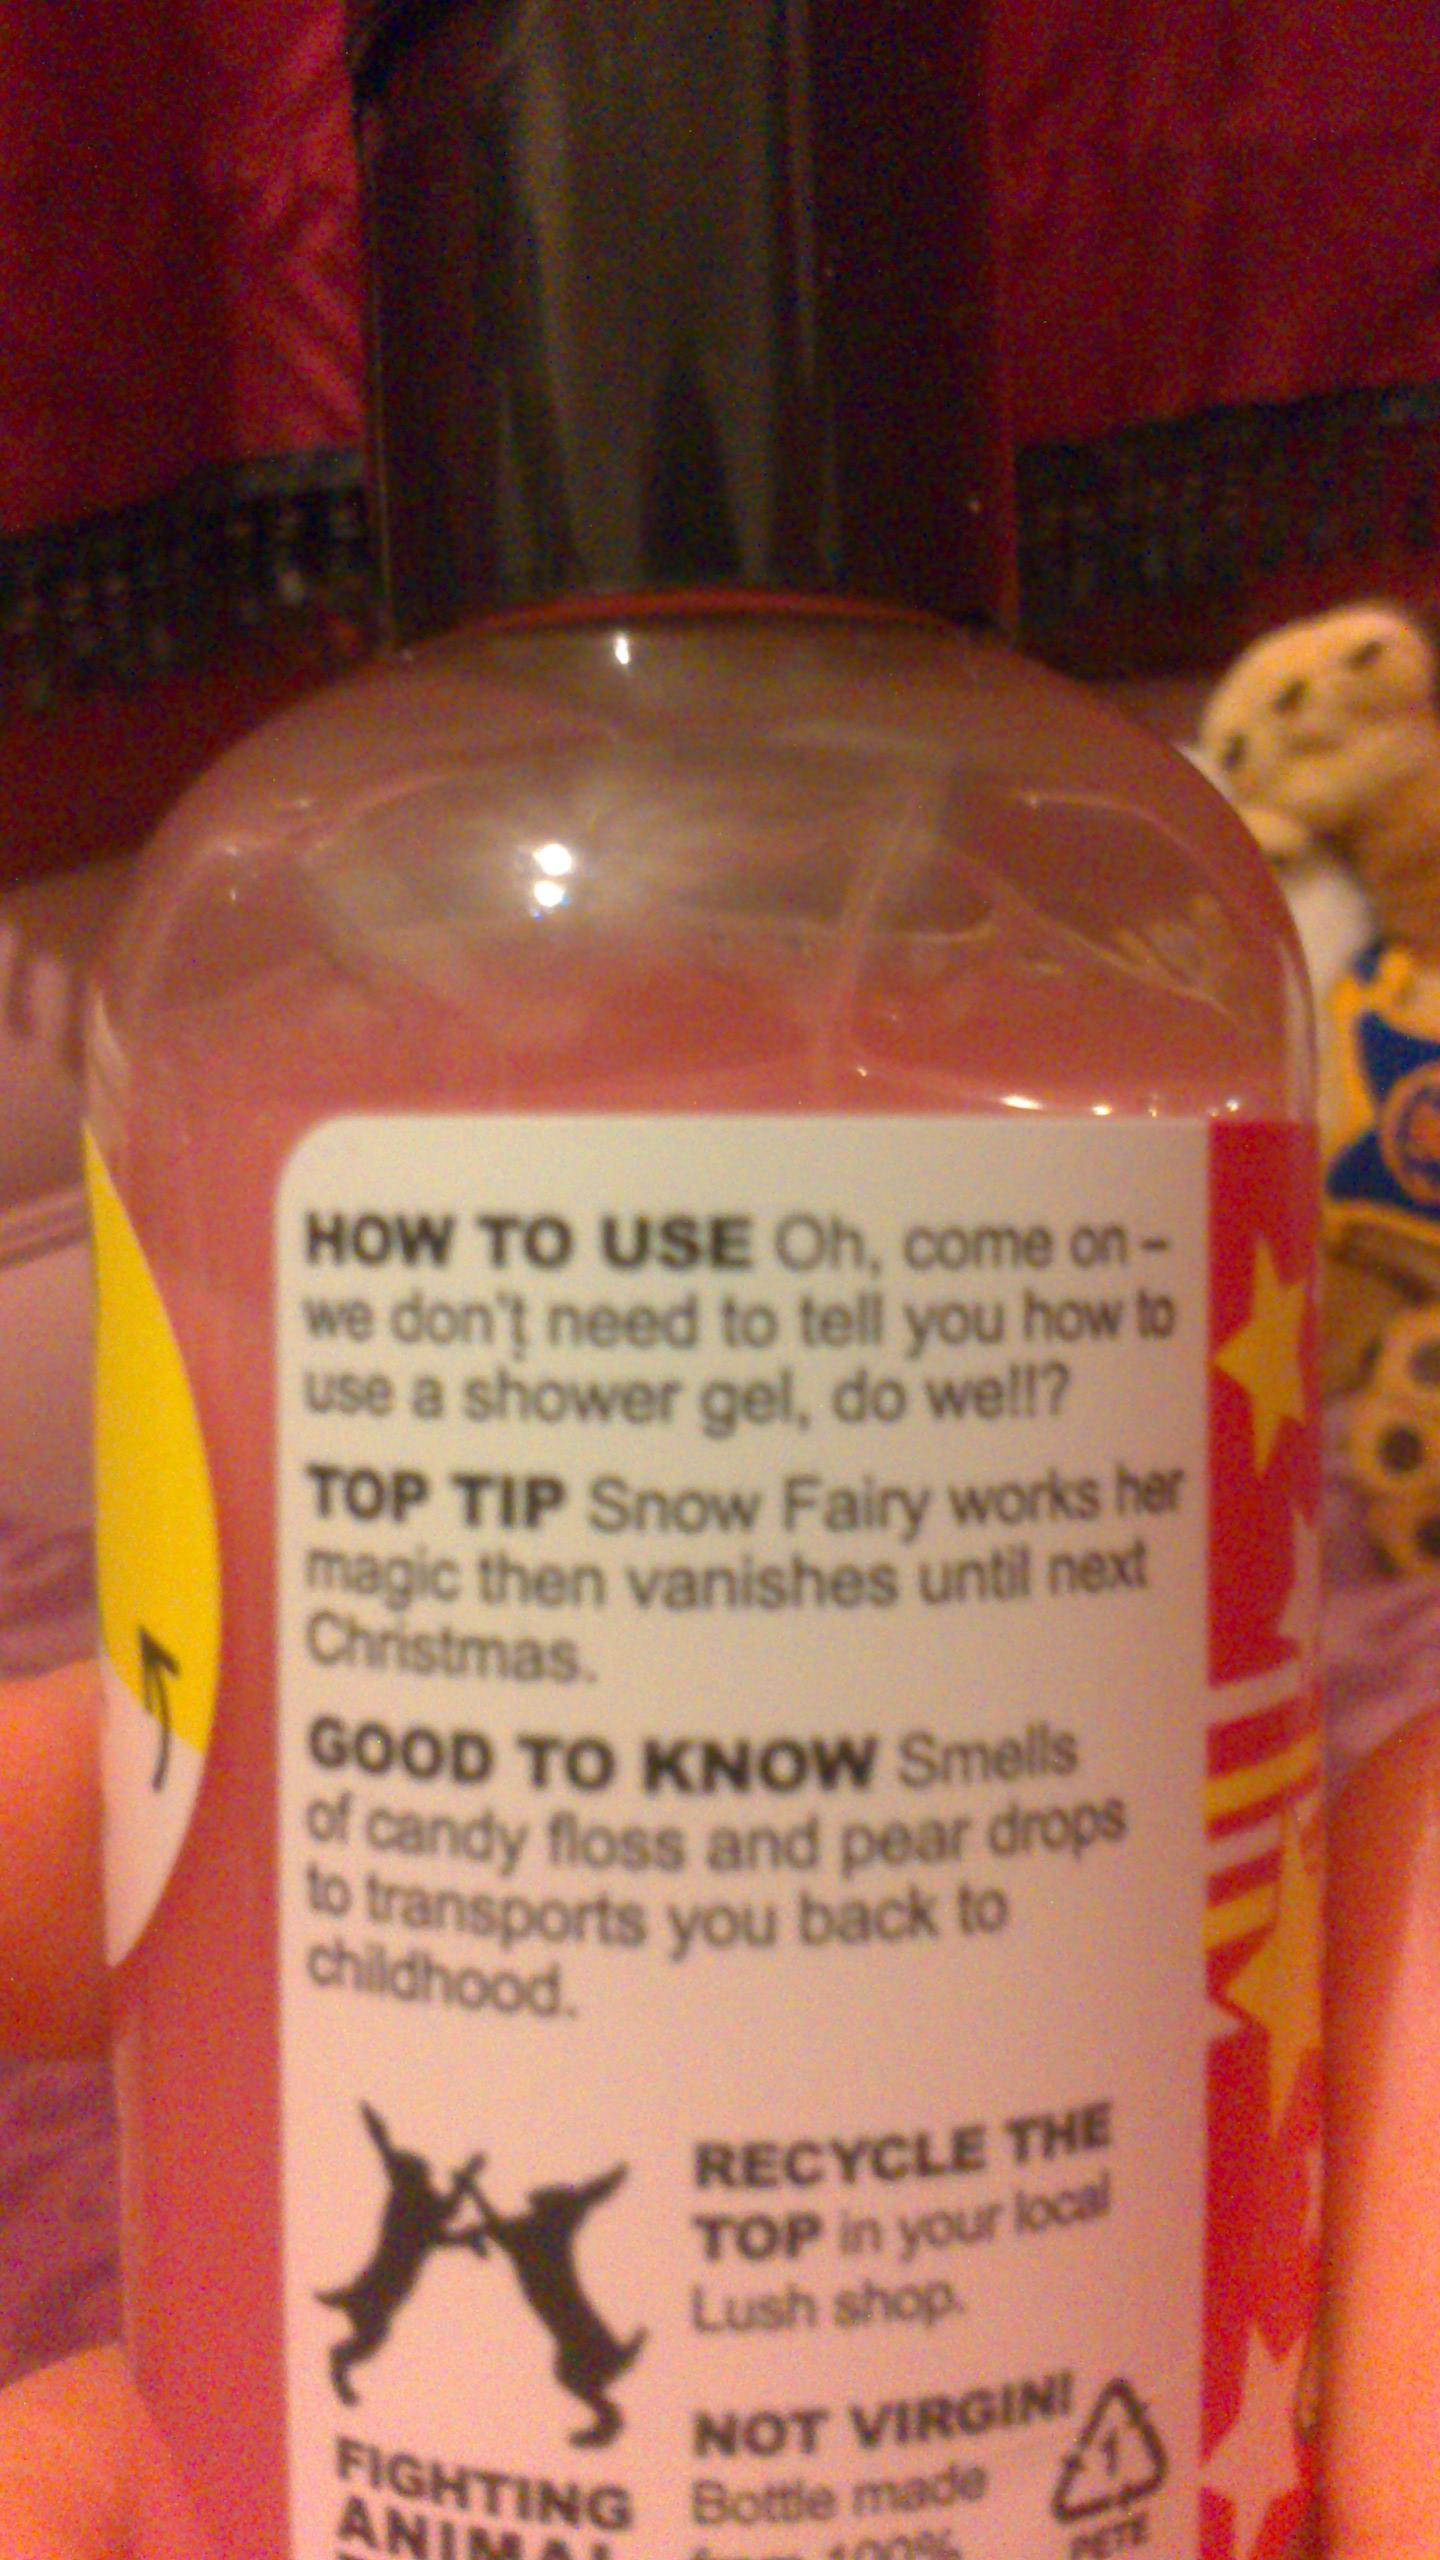 HOW TO USE Oh, come on –
we don't need to tell you how to
use a shower gel, do we!!?
TOP TIP Snow Fairy works her
magic then vanishes until next
Christmas.
GOOD TO KNOW Smells
of candy floss and pear drops
to transports you back to
childhood.
RECYCLE THE
TOP in your local
Lush shop.
NOT VIRGIN!
Bottle made
from 100%
1
PETE
FIGHTING
ANIMAL